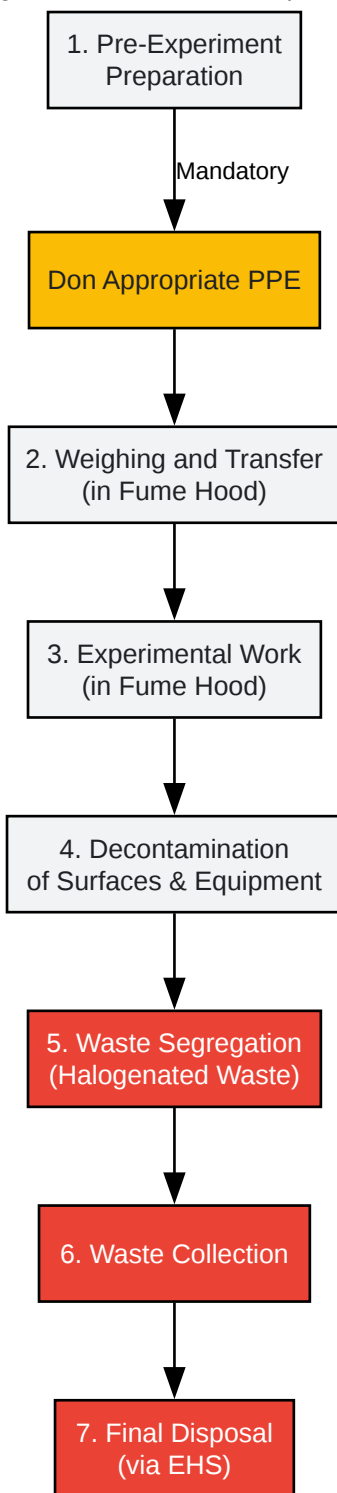 1. Pre-Experiment
Preparation
Mandatory
Don Appropriate PPE
2. Weighing and Transfer
(in Fume Hood)
3. Experimental Work
(in Fume Hood)
4. Decontamination
of Surfaces & Equipment
5. Waste Segregation
(Halogenated Waste)
6. Waste Collection
7. Final Disposal
(via EHS)